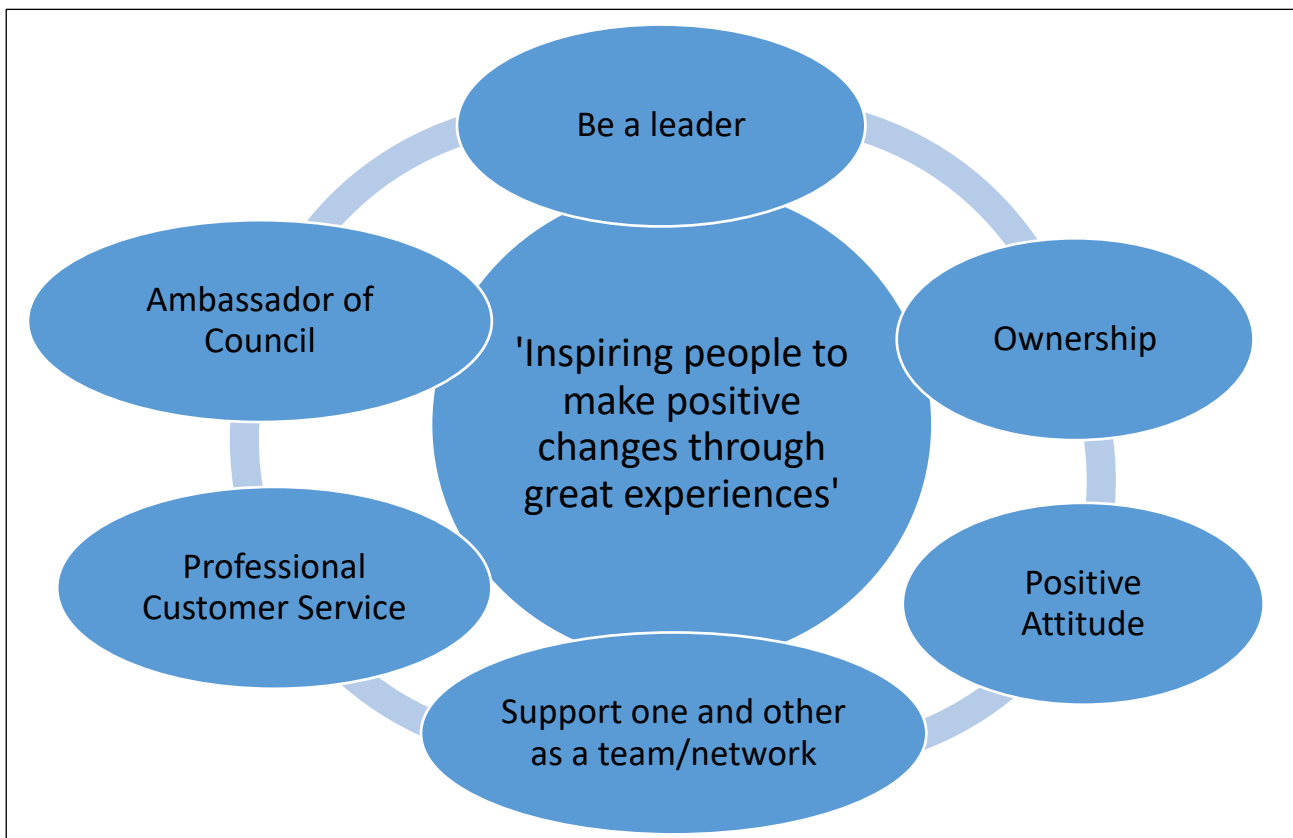 Be a leader
Ambassador of
Council
'Inspiring people to
make positive
changes through
great experiences'
Ownership
Professional
Customer Service
Positive
Attitude
Support one and other
as a team/network